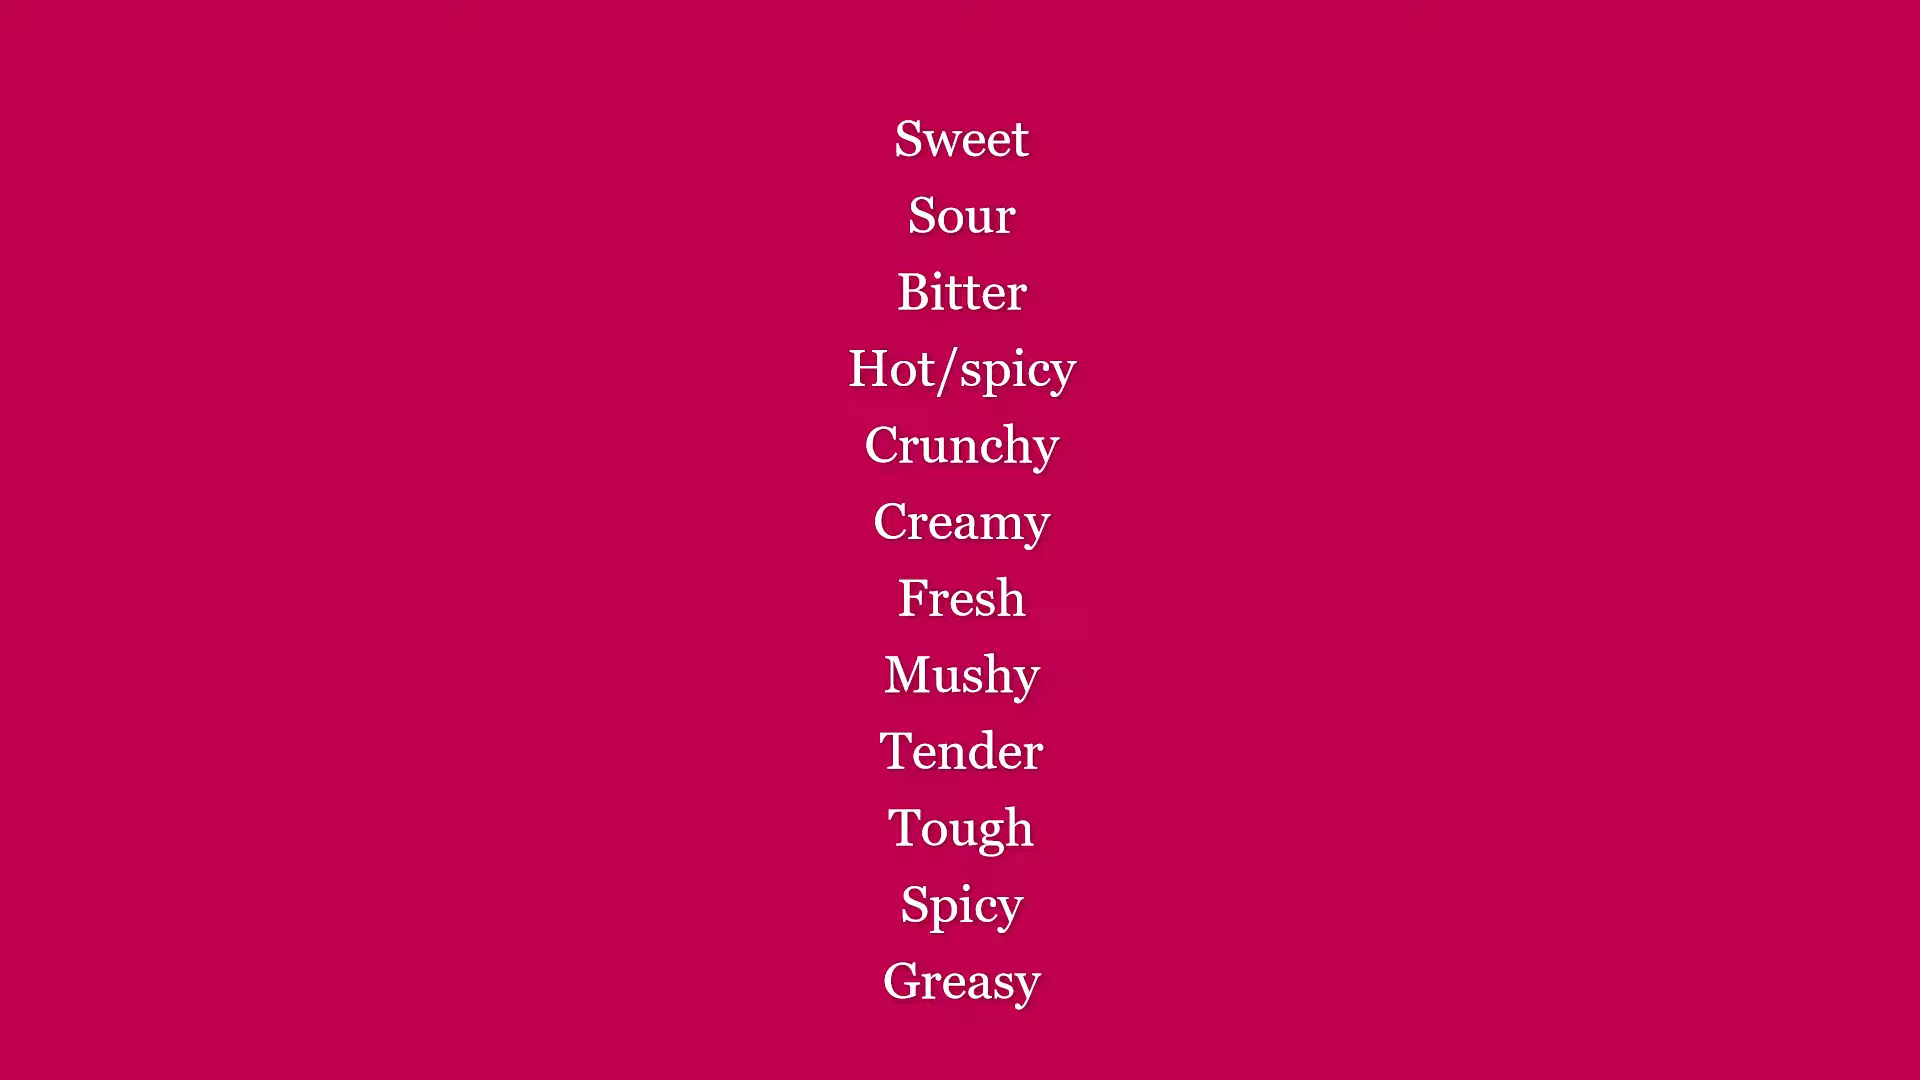 Sweet
Sour
Bitter
Hot/spicy
Crunchy
Creamy
Fresh
Mushy
Tender
Tough
Spicy
Greasy